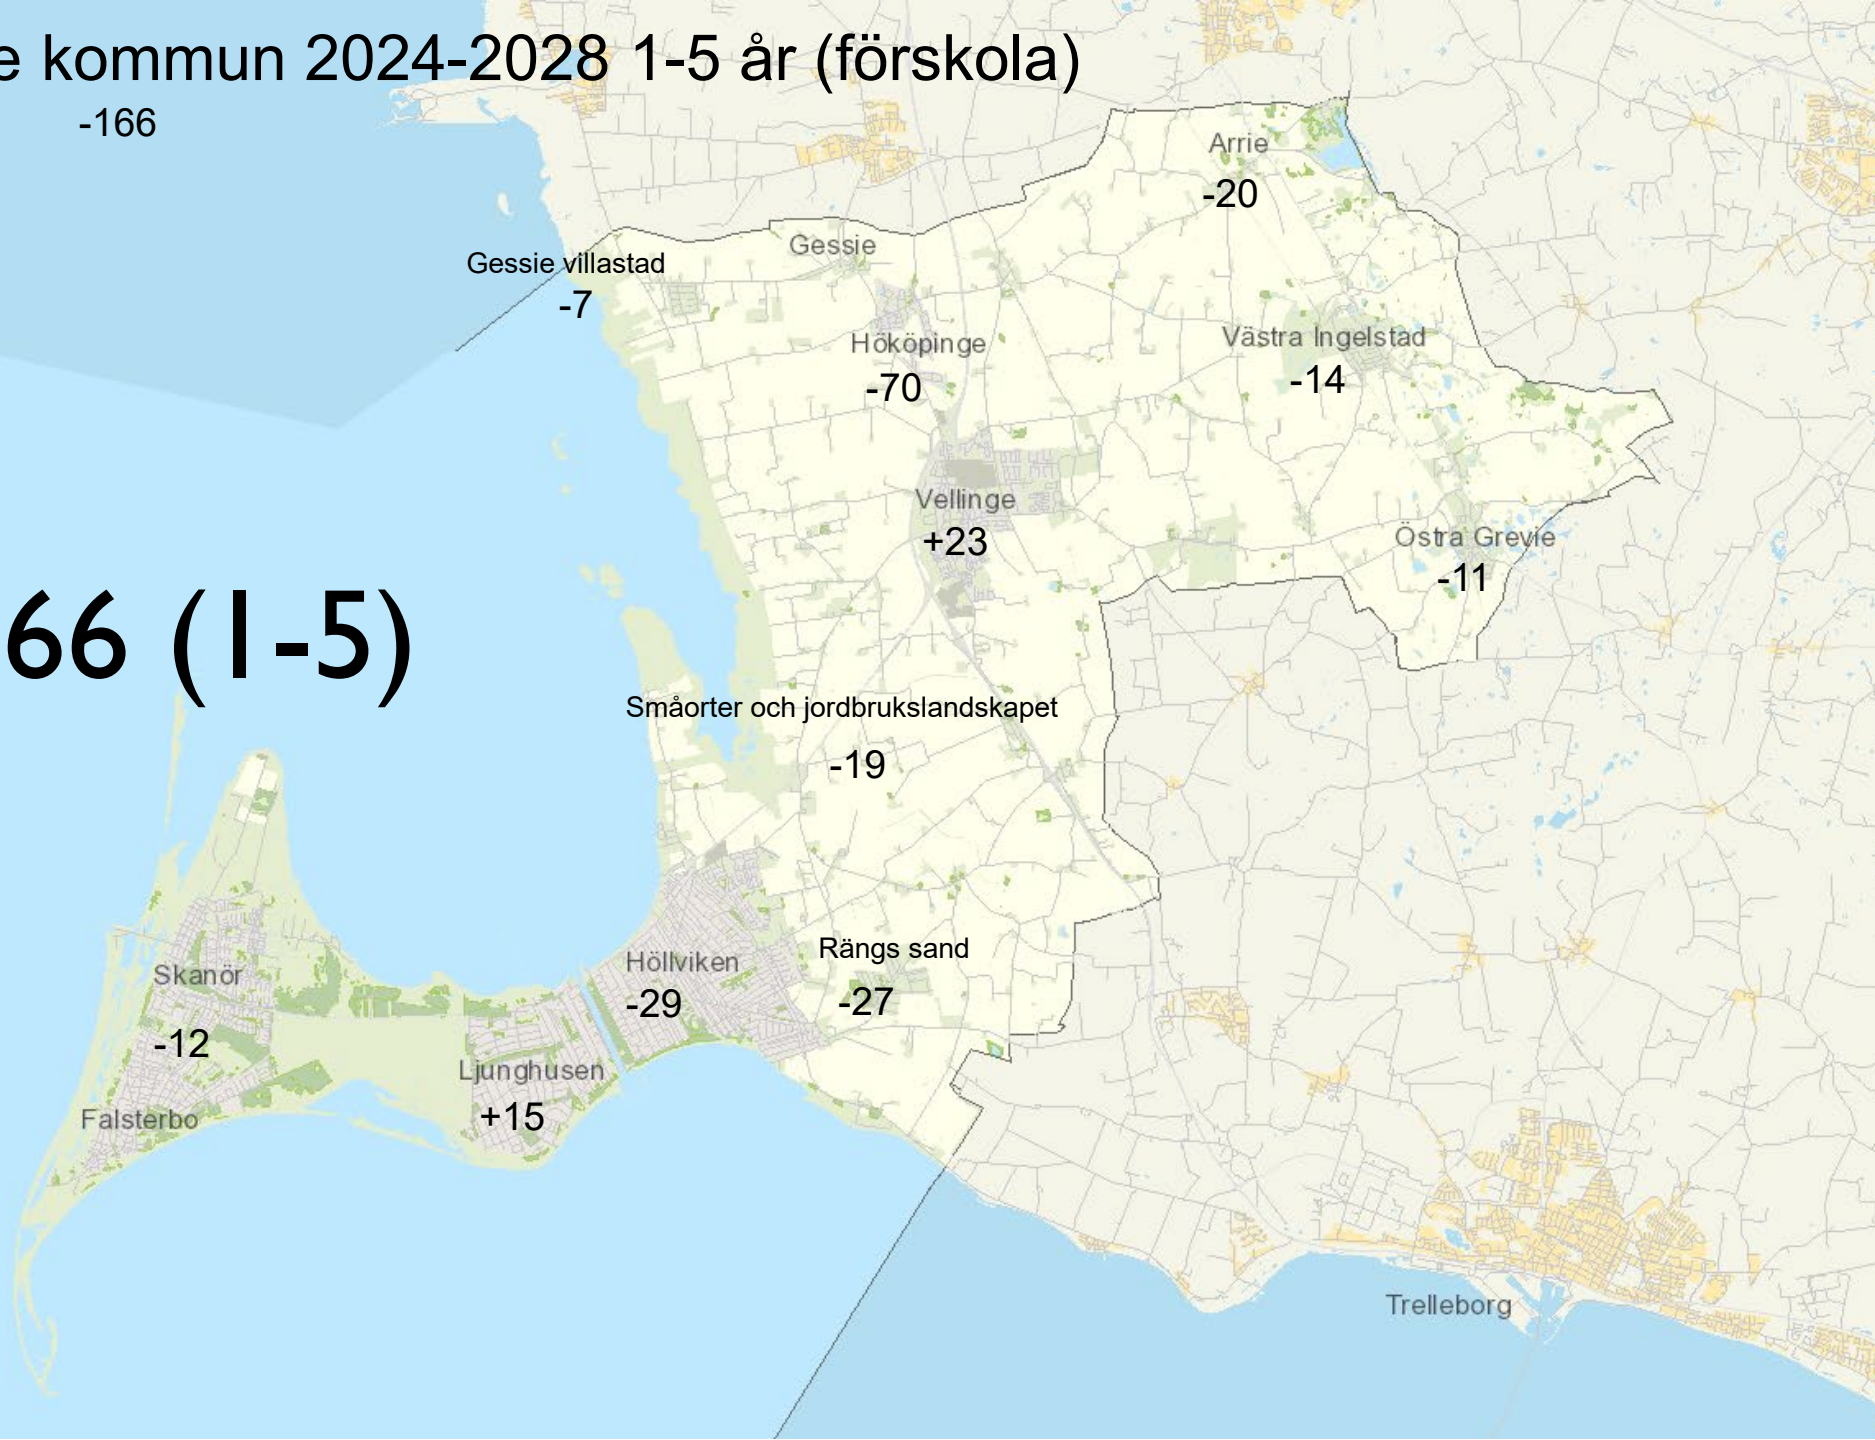 e kommun 2024-2028 1-5 år (förskola)
-166
Arrie
-20
Gessie
Gessie villastad
-7
Hököpinge
-70
Västra Ingelstad
-14
Vellinge
+23
Östra Grevie
-11
66 (1-5)
Småorter och jordbrukslandskapet
-19
Rängs sand
-27
Höllviken
-29
Skanör
-12
Ljunghusen
+15
Falsterbo
Trelleborg